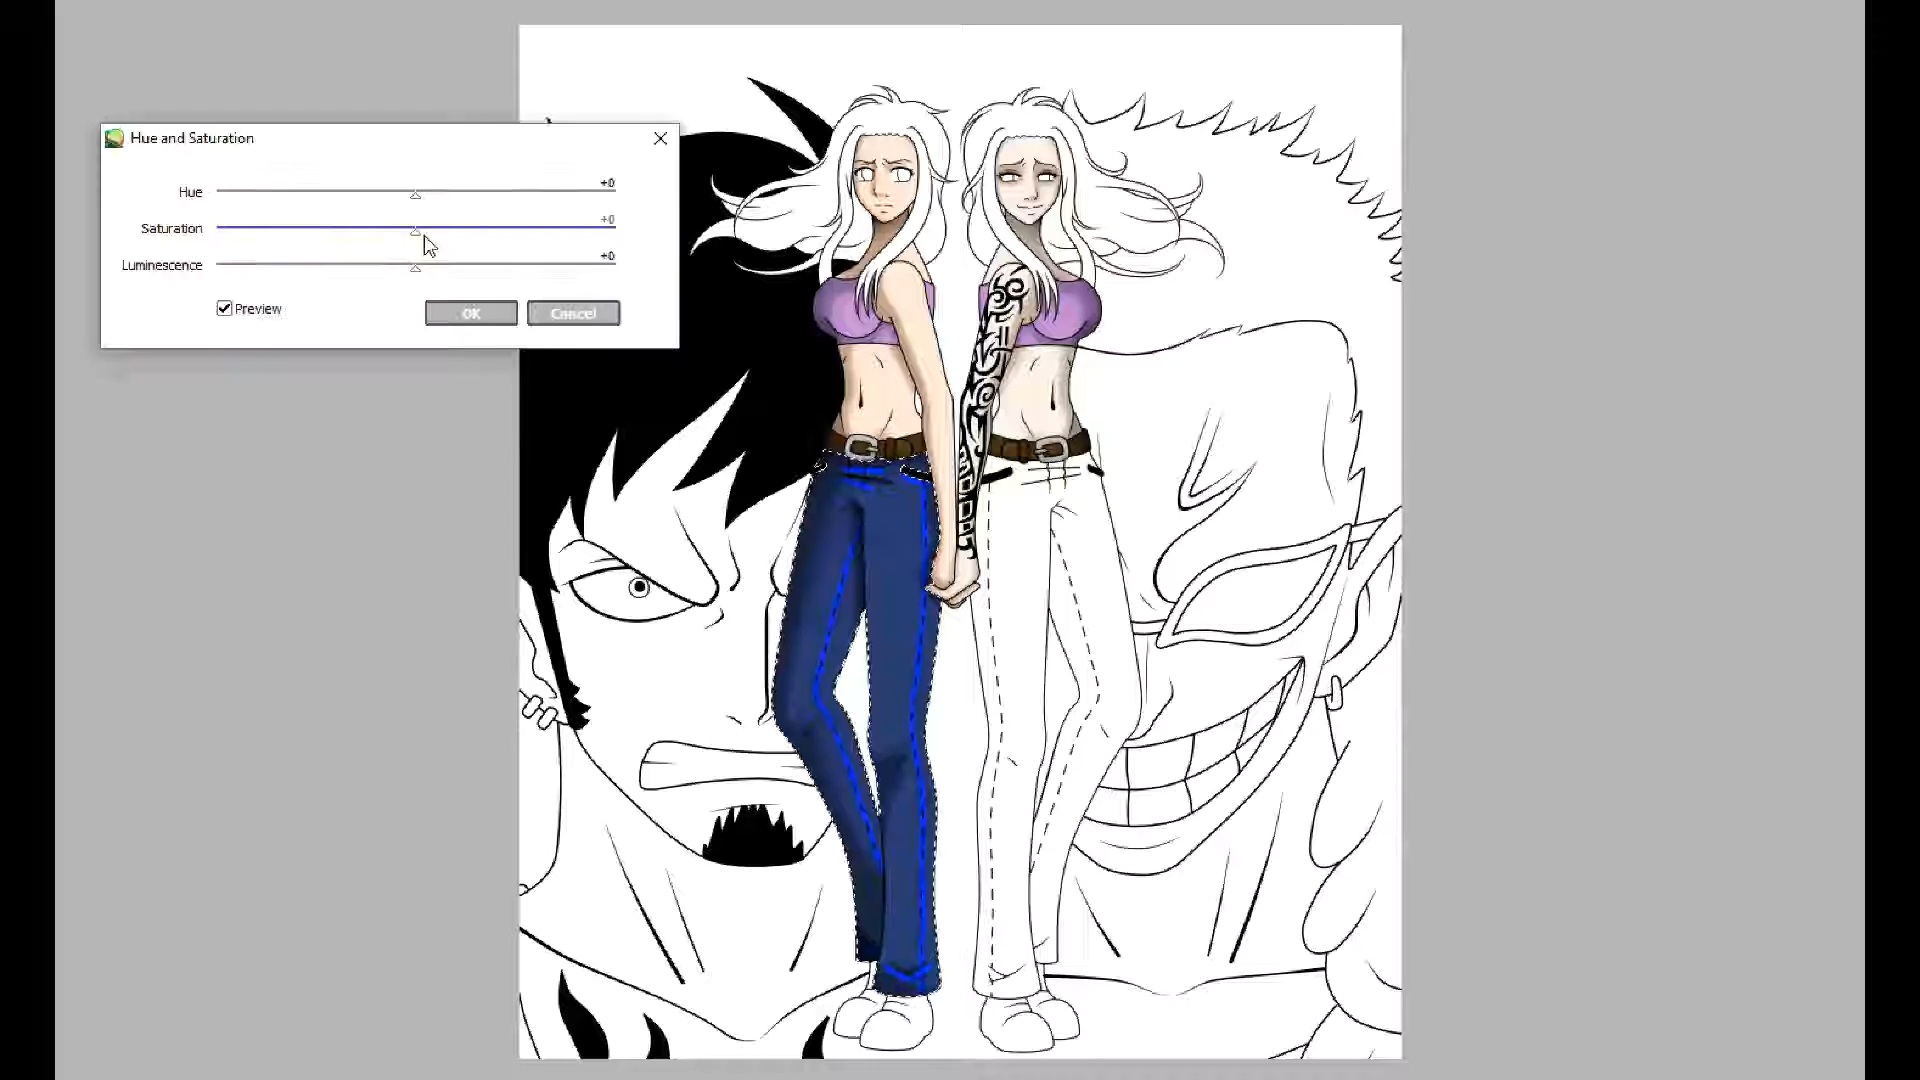 Hue and Saturation
Hue +0
Saturation +0
Luminescence +0
Preview OK Cancel